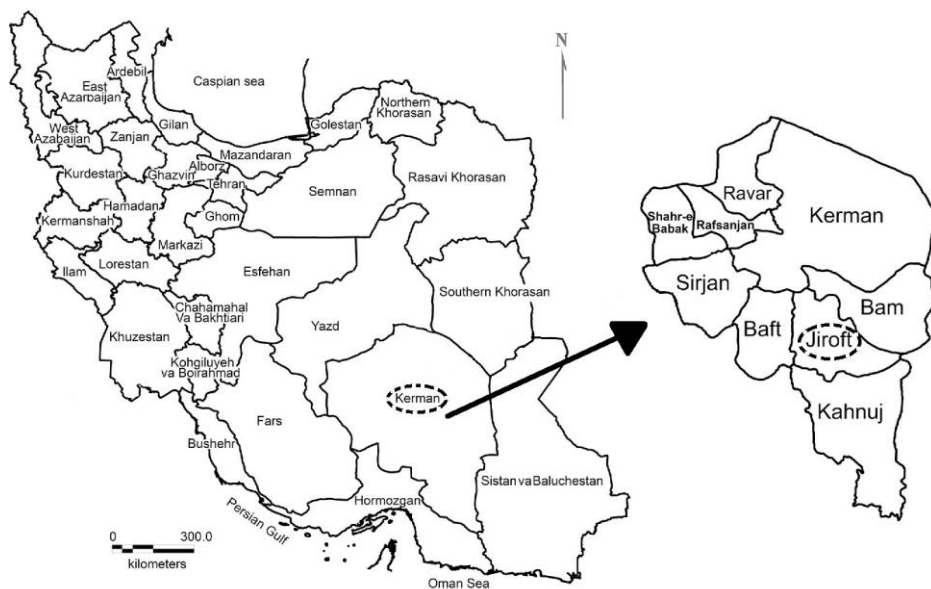 N
Ardebil
East
Azarbaijan
Caspian sea
Northern
Khorasan
Golestan
Gilan
West
Azabaijan
Zanjan
Mazandaran
Alborz
Ghazvin
Tehran
Kurdestan
Semnan
Rasavi Khorasan
Hamadan
Ghom
Kermanshah
Markazi
Lorestan
Ilam
Esfehan
Southern Khorasan
Chahamahal
Va Bakhtiari
Yazd
Khuzestan
Kohgiluyeh
va Boirahmad
Kerman
Fars
Bushehr
Sistan va Baluchestan
Hormozgan
Persian Gulf
Oman Sea
0 300.0
kilometers
Ravar
Kerman
Shahr-e
Babak
Rafsanjan
Sirjan
Bam
Baft
Jiroft
Kahnuj